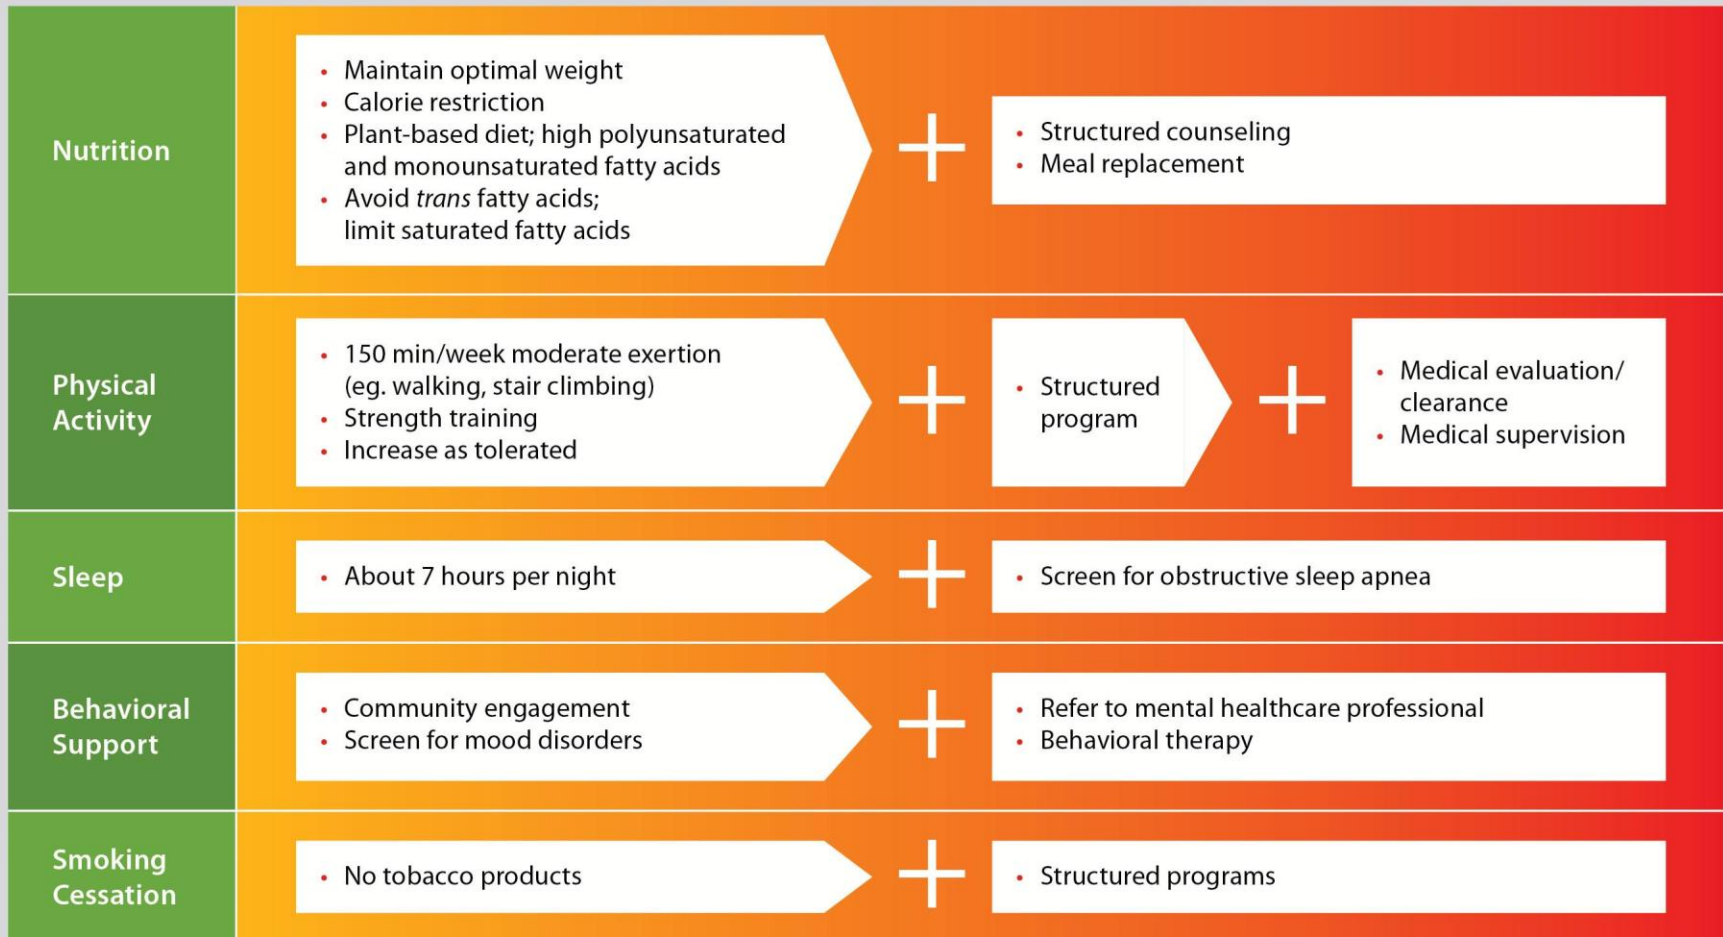 Nutrition
• Maintain optimal weight
• Calorie restriction
• Plant-based diet; high polyunsaturated
and monounsaturated fatty acids
• Avoid trans fatty acids;
limit saturated fatty acids
+
• Structured counseling
• Meal replacement
Physical
Activity
• 150 min/week moderate exertion
(eg. walking, stair climbing)
• Strength training
• Increase as tolerated
+
• Structured
program
+
• Medical evaluation/
clearance
• Medical supervision
Sleep
• About 7 hours per night
+
• Screen for obstructive sleep apnea
Behavioral
Support
• Community engagement
• Screen for mood disorders
+
• Refer to mental healthcare professional
• Behavioral therapy
Smoking
Cessation
• No tobacco products
+
• Structured programs